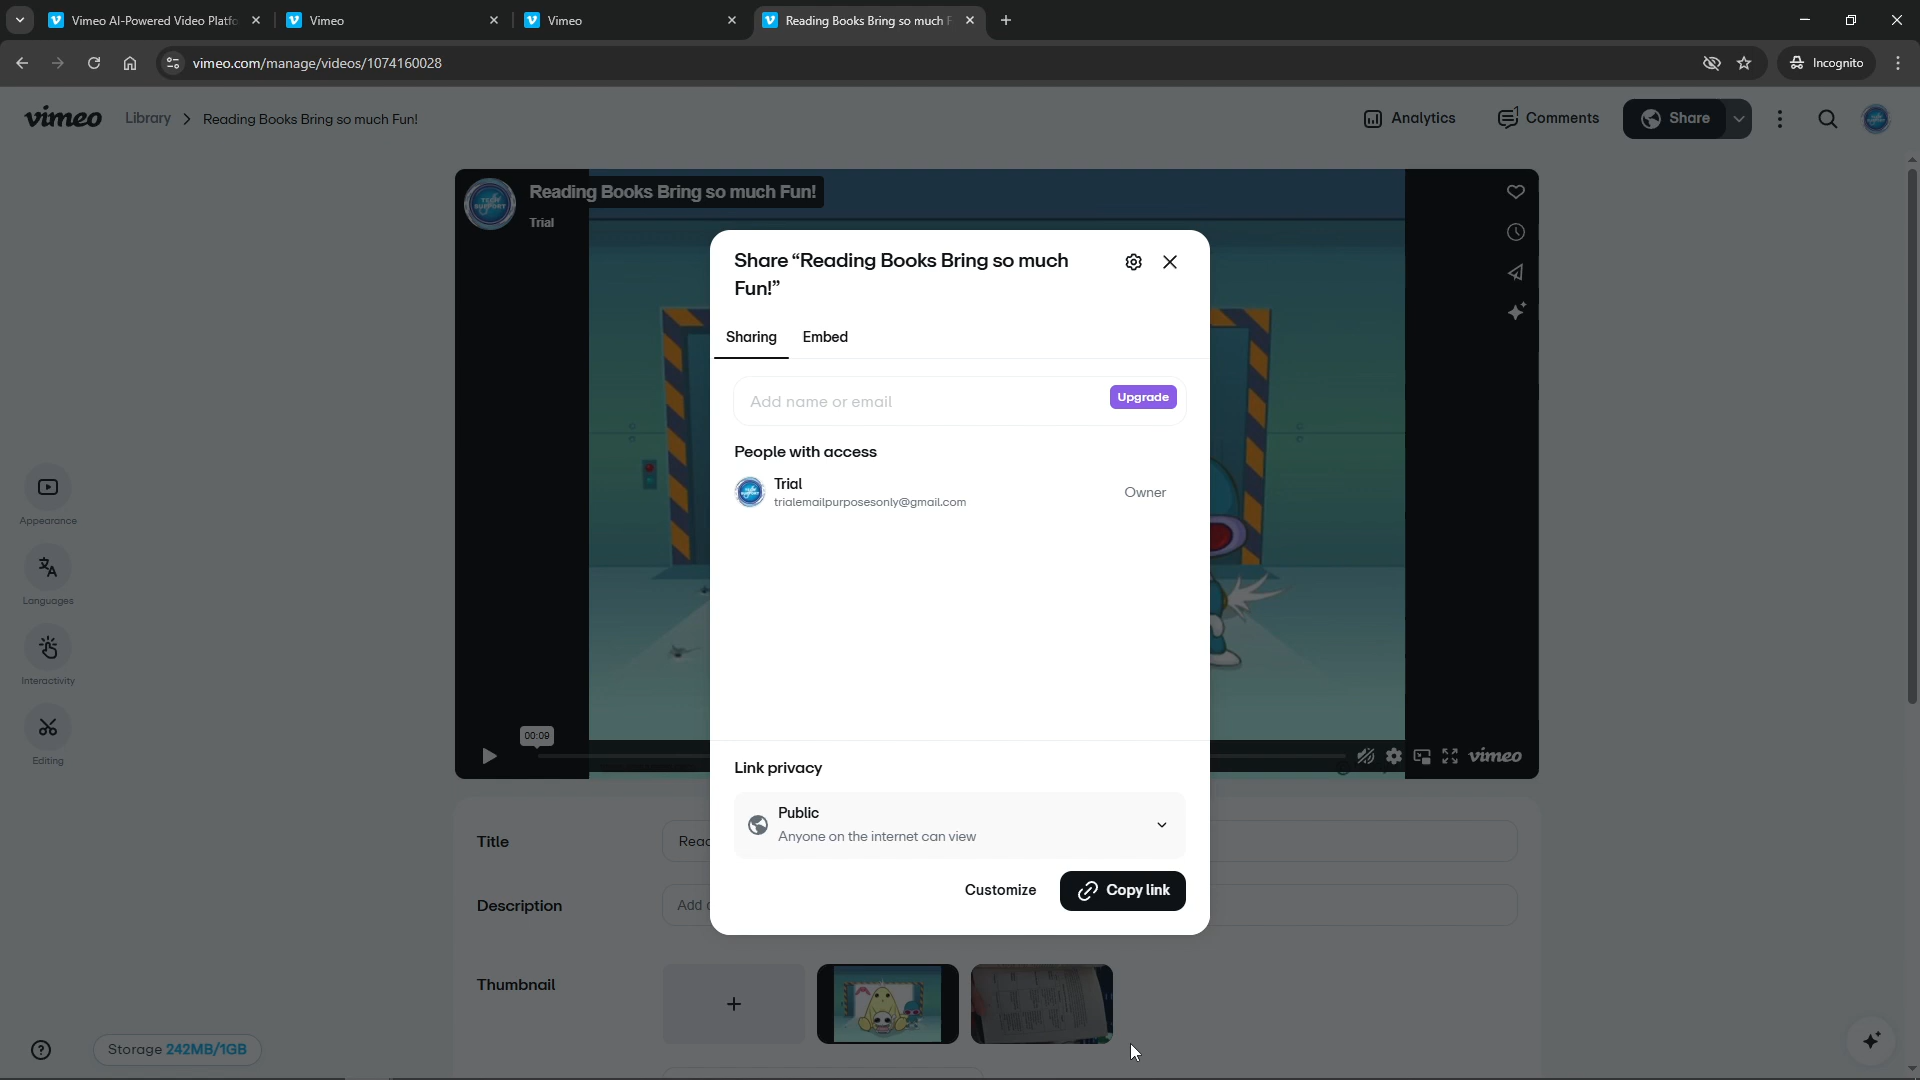 Vimeo AI-Powered Video Platfo
Vimeo
Vimeo
Reading Books Bring so much F
vimeo.com/manage/videos/1074160028
Incognito
vimeo
Library
Reading Books Bring so much Fun!
Analytics
Comments
Share
Reading Books Bring so much Fun!
Trial
Share “Reading Books Bring so much
Fun!”
Sharing
Embed
Add name or email
Upgrade
People with access
Trial
trialemailpurposesonly@gmail.com
Owner
Appearance
Languages
Interactivity
Editing
00:09
vimeo
Link privacy
Public
Anyone on the internet can view
Customize
Copy link
Title
Read
Description
Add
Thumbnail
Storage 242MB/1GB